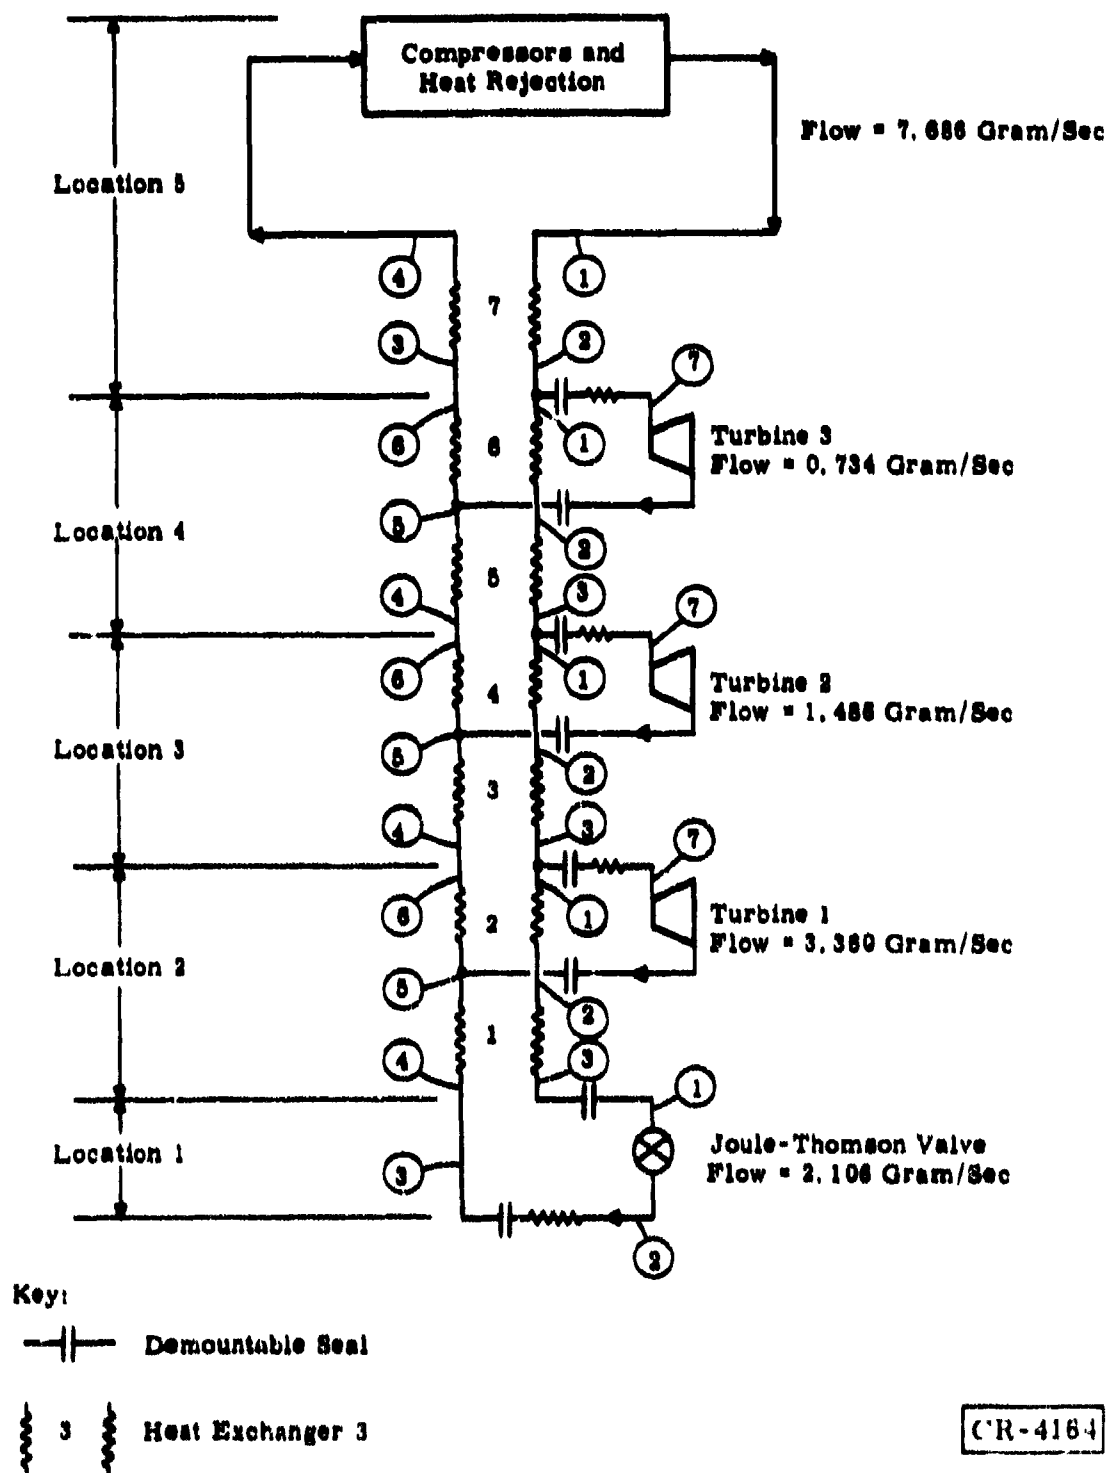 Compressors and
Heat Rejection
Flow = 7.686 Gram/Sec
Location 5
4
1
7
3
2
7
6
6
1
Turbine 3
Flow = 0.734 Gram/Sec
Location 4
5
2
5
4
3
7
6
4
1
Turbine 2
Flow = 1.486 Gram/Sec
Location 3
5
2
3
4
3
7
6
2
1
Turbine 1
Flow = 3.360 Gram/Sec
Location 2
5
2
1
4
3
1
Location 1
3
Joule-Thomson Valve
Flow = 2.106 Gram/Sec
2
Key:
Demountable Seal
3
Heat Exchanger 3
CR-4164